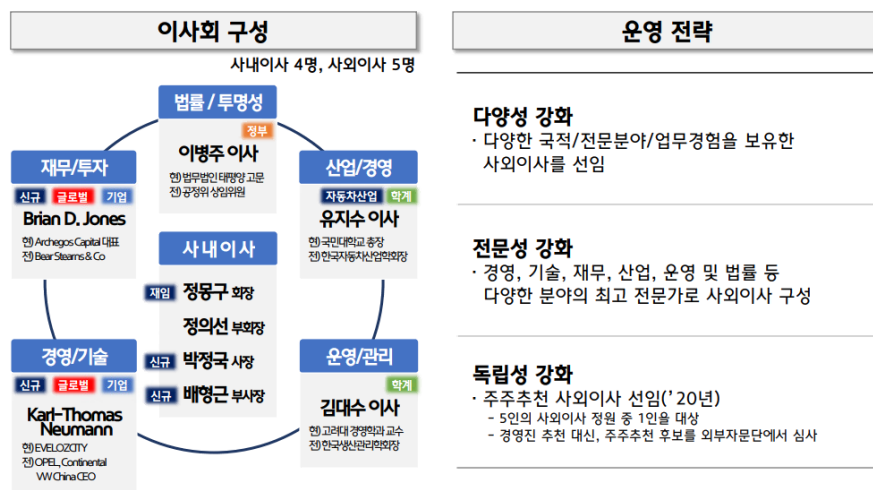 이사회 구성
사내이사 4명, 사외이사 5명
법률 / 투명성
정부
이병주 이사
현) 법무법인 태평양 고문
전) 공정위 상임위원
재무/투자
신규 글로벌 기업
Brian D. Jones
현) Archegos Capital 대표
전) Bear Stearns & Co
산업/경영
자동차산업 학계
유지수 이사
현) 국민대학교 총장
전) 한국자동차산업학회장
사내이사
재임 정몽구 회장
정의선 부회장
신규 박정국 사장
신규 배형근 부사장
경영/기술
신규 글로벌 기업
Karl-Thomas
Neumann
현) EVELOZCITY
전) OPEL, Continental
VW China CEO
운영/관리
학계
김대수 이사
현) 고려대 경영학과 교수
전) 한국생산관리학회장
운영 전략
다양성 강화
· 다양한 국적/전문분야/업무경험을 보유한
사외이사를 선임
전문성 강화
· 경영, 기술, 재무, 산업, 운영 및 법률 등
다양한 분야의 최고 전문가로 사외이사 구성
독립성 강화
· 주주추천 사외이사 선임(’20년)
- 5인의 사외이사 정원 중 1인을 대상
- 경영진 추천 대신, 주주추천 후보를 외부자문단에서 심사